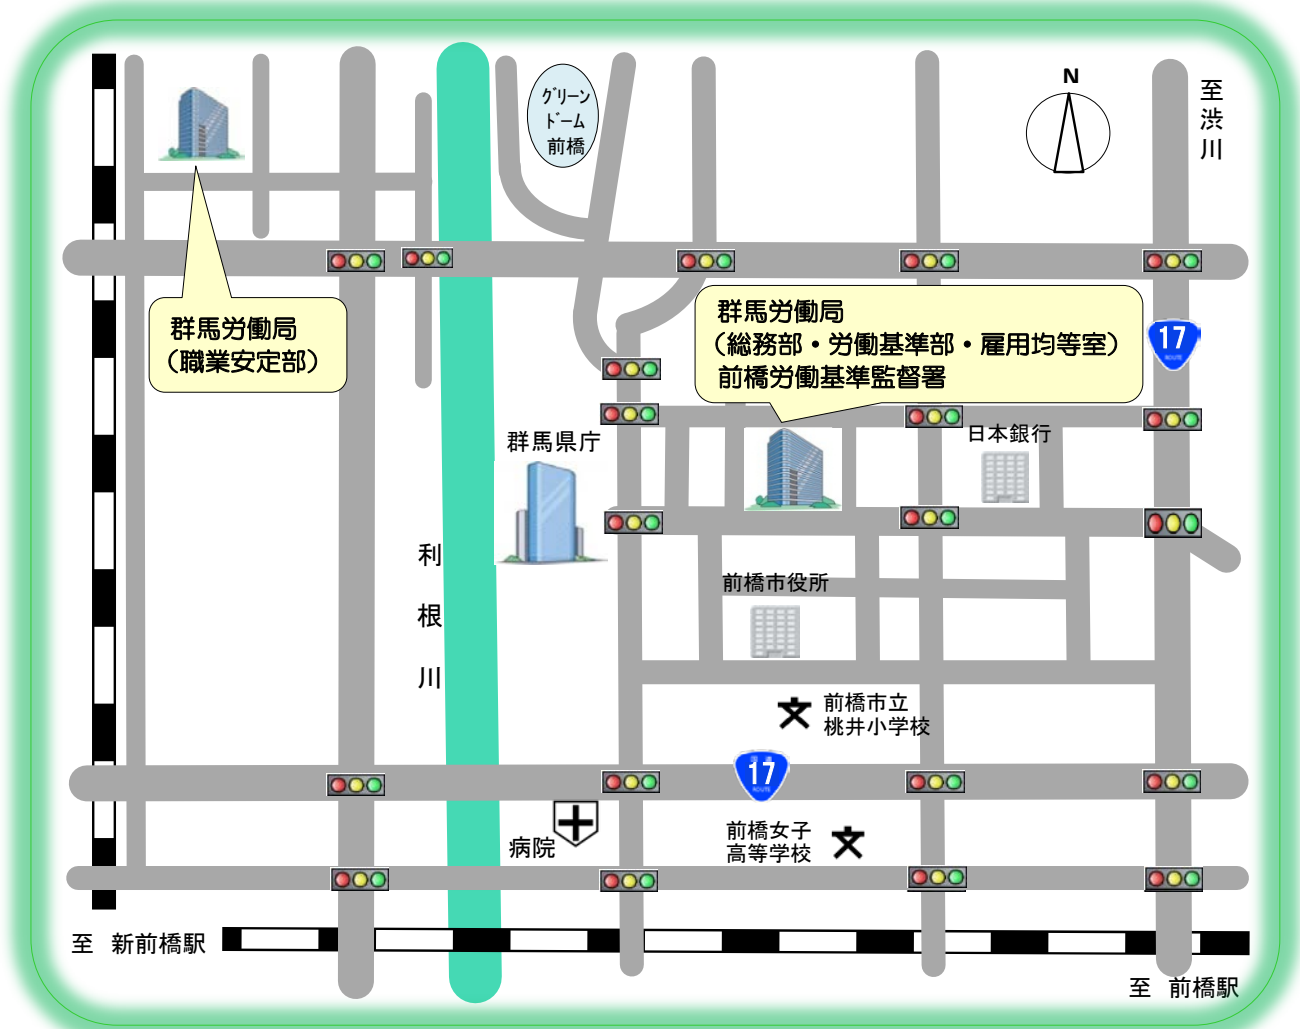 グリーン
ドーム
前橋
N
至
渋
川
群馬労働局
（職業安定部）
群馬労働局
（総務部・労働基準部・雇用均等室）
前橋労働基準監督署
17
ROUTE
群馬県庁
日本銀行
利
根
川
前橋市役所
前橋市立
桃井小学校
17
ROUTE
病院
前橋女子
高等学校
至 新前橋駅
至 前橋駅